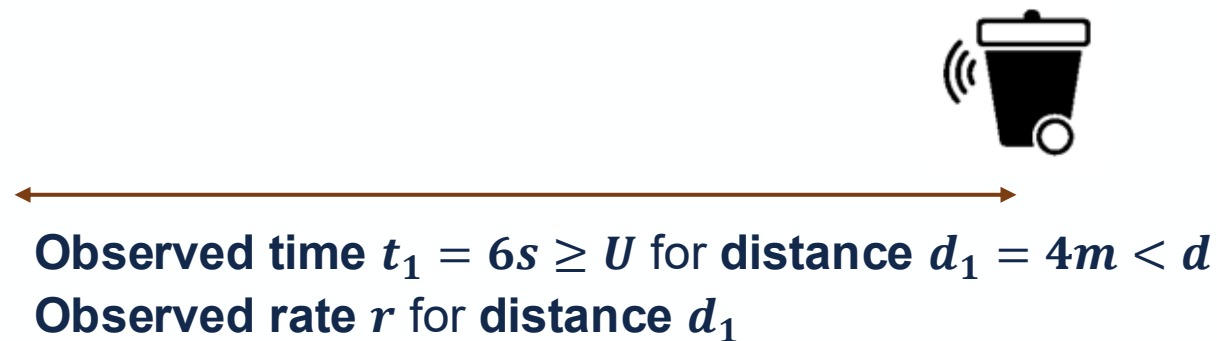 Observed time t₁ = 6s ≥ U for distance d₁ = 4m < d
Observed rate r for distance d₁